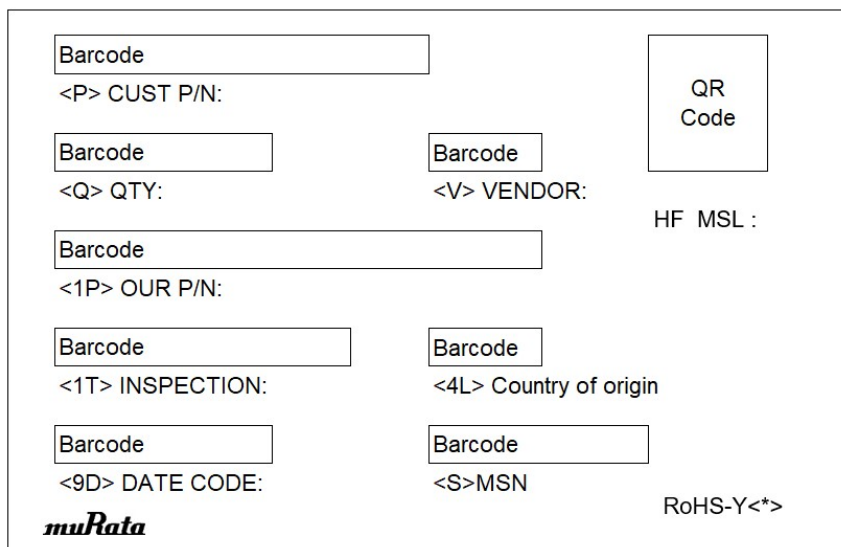 Barcode
<P> CUST P/N:
QR
Code
Barcode
<Q> QTY:
Barcode
<V> VENDOR:
HF MSL :
Barcode
<1P> OUR P/N:
Barcode
<1T> INSPECTION:
Barcode
<4L> Country of origin
Barcode
<9D> DATE CODE:
Barcode
<S>MSN
RoHS-Y<*>
muRata